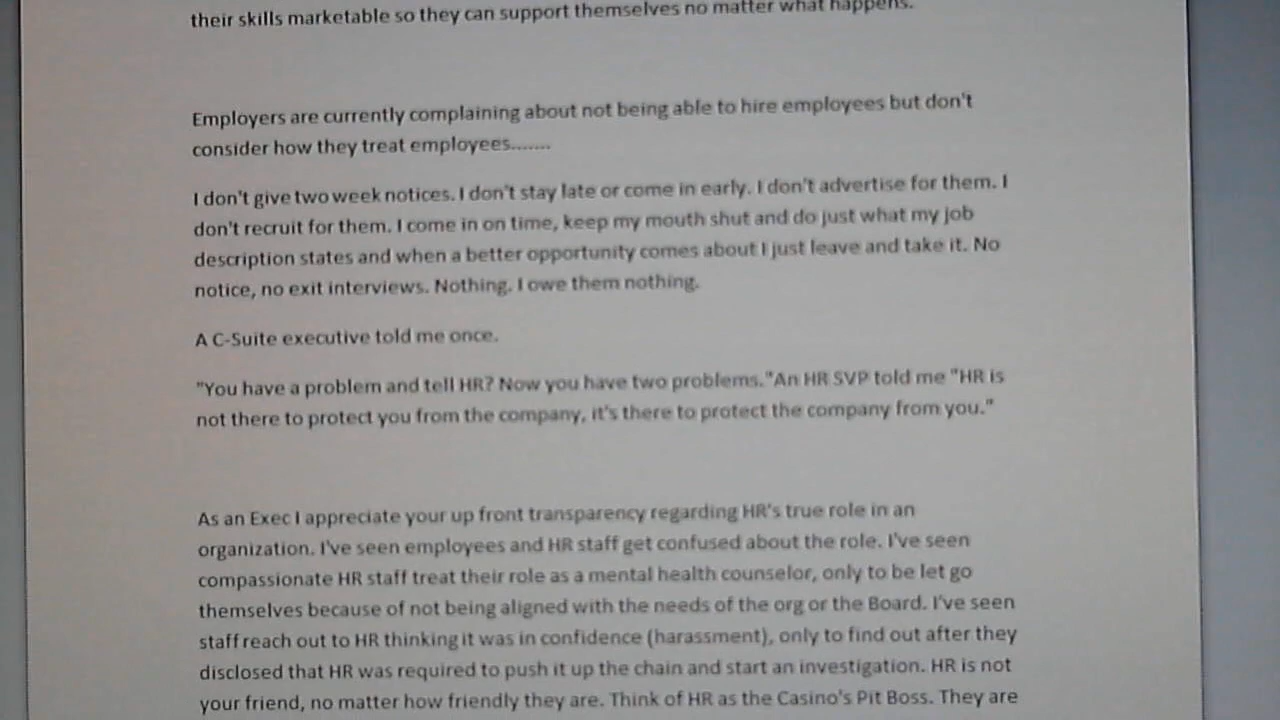 their skills marketable so they can support themselves no matter what happens.
Employers are currently complaining about not being able to hire employees but don't
consider how they treat employees.......
I don't give two week notices. I don't stay late or come in early. I don't advertise for them. I
don't recruit for them. I come in on time, keep my mouth shut and do just what my job
description states and when a better opportunity comes about I just leave and take it. No
notice, no exit interviews. Nothing. I owe them nothing.
A C-Suite executive told me once.
"You have a problem and tell HR? Now you have two problems."An HR SVP told me "HR is
not there to protect you from the company, it's there to protect the company from you."
As an Exec I appreciate your up front transparency regarding HR's true role in an
organization. I've seen employees and HR staff get confused about the role. I've seen
compassionate HR staff treat their role as a mental health counselor, only to be let go
themselves because of not being aligned with the needs of the org or the Board. I've seen
staff reach out to HR thinking it was in confidence (harassment), only to find out after they
disclosed that HR was required to push it up the chain and start an investigation. HR is not
your friend, no matter how friendly they are. Think of HR as the Casino's Pit Boss. They are